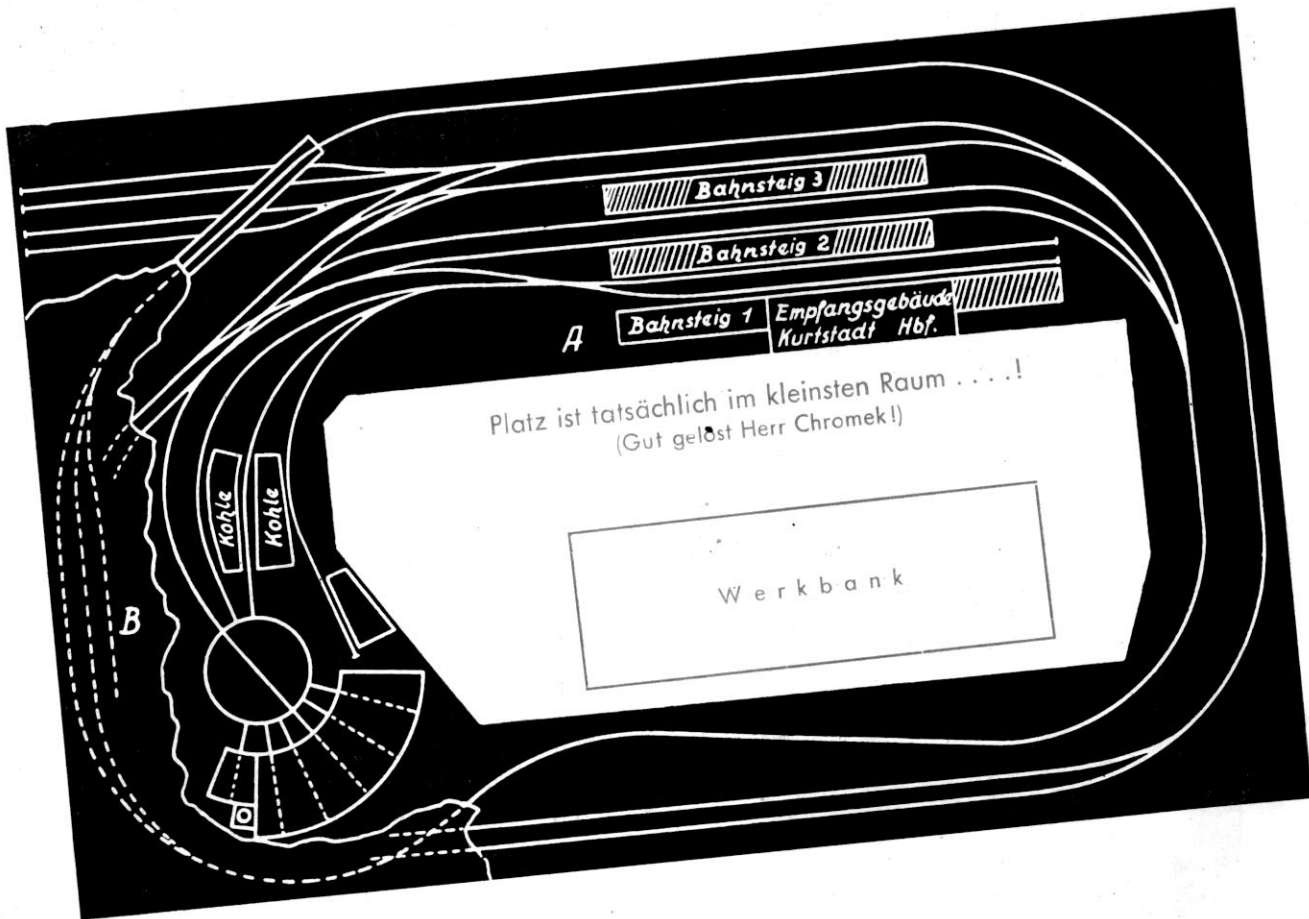 Bahnsteig 3
Bahnsteig 2
A
Bahnsteig 1
Empfangsgebäude
Kurtstadt Hbf.
Platz ist tatsächlich im kleinsten Raum . . . .!
(Gut gelöst Herr Chromek!)
Kohle
Kohle
Werkbank
B